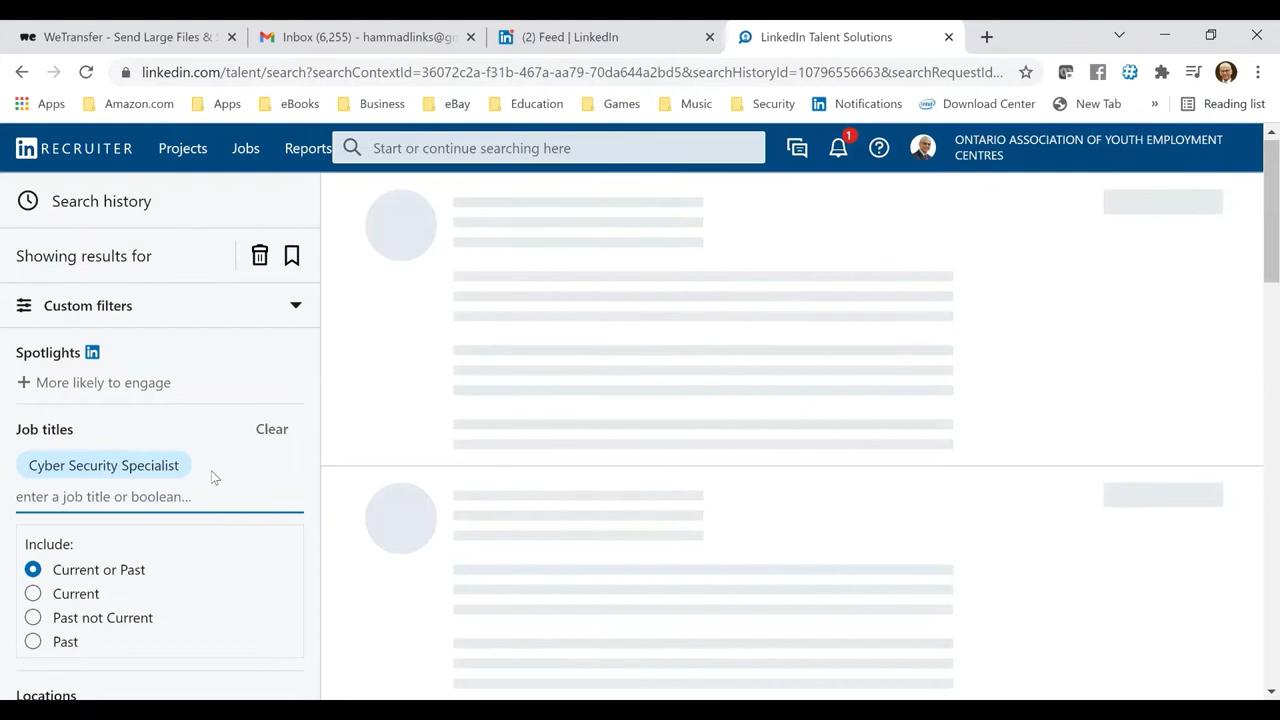 WeTransfer - Send Large Files &
Inbox (6,255) - hammadlinks@gm
(2) Feed | LinkedIn
LinkedIn Talent Solutions
linkedin.com/talent/search?searchContextId=36072c2a-f31b-467a-aa79-70da644a2bd5&searchHistoryId=10796556663&searchRequestId...
Apps
Amazon.com
Apps
eBooks
Business
eBay
Education
Games
Music
Security
Notifications
Download Center
New Tab
»
Reading list
in RECRUITER
Projects
Jobs
Reports
Start or continue searching here
1
ONTARIO ASSOCIATION OF YOUTH EMPLOYMENT
CENTRES
Search history
Showing results for
Custom filters
Spotlights in
+ More likely to engage
Job titles
Clear
Cyber Security Specialist
enter a job title or boolean...
Include:
Current or Past
Current
Past not Current
Past
Locations